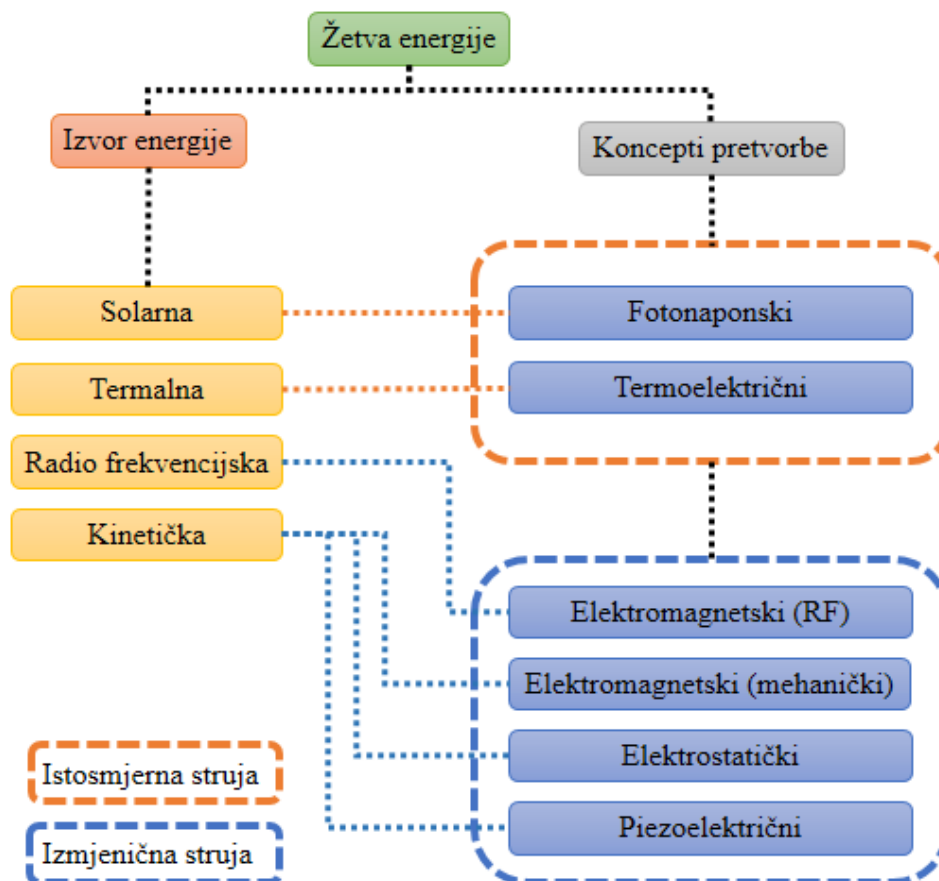 Žetva energije
Izvor energije
Koncepti pretvorbe
Solarna
Fotonaponski
Termalna
Termoelektrični
Radio frekvencijska
Kinetička
Elektromagnetski (RF)
Elektromagnetski (mehanički)
Elektrostatički
Piezoelektrični
Istosmjerna struja
Izmjenična struja